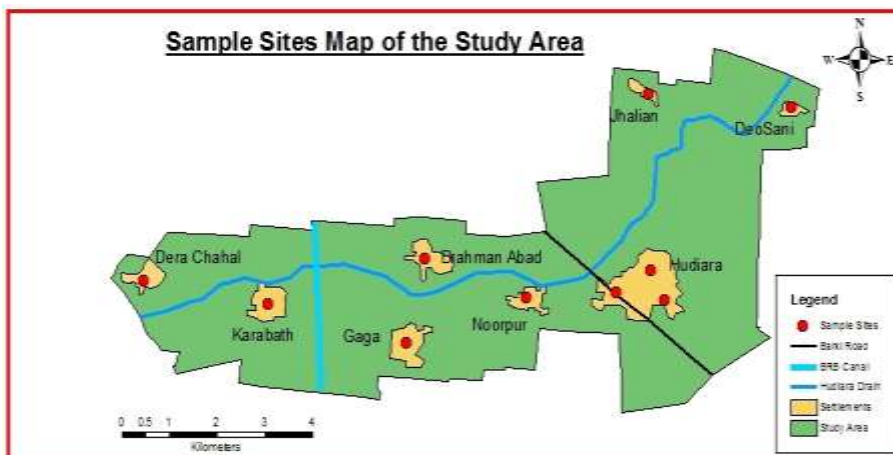 Sample Sites Map of the Study Area
N
W E
S
Jhalian
DeoSani
Dera Chahal
Brahman Abad
Hudiara
Karabath
Gaga
Noorpur
Legend
Sample Sites
Barki Road
BRB Canal
Hudiara Drain
Settlements
Study Area
0 0.5 1 2 3 4
Kilometers